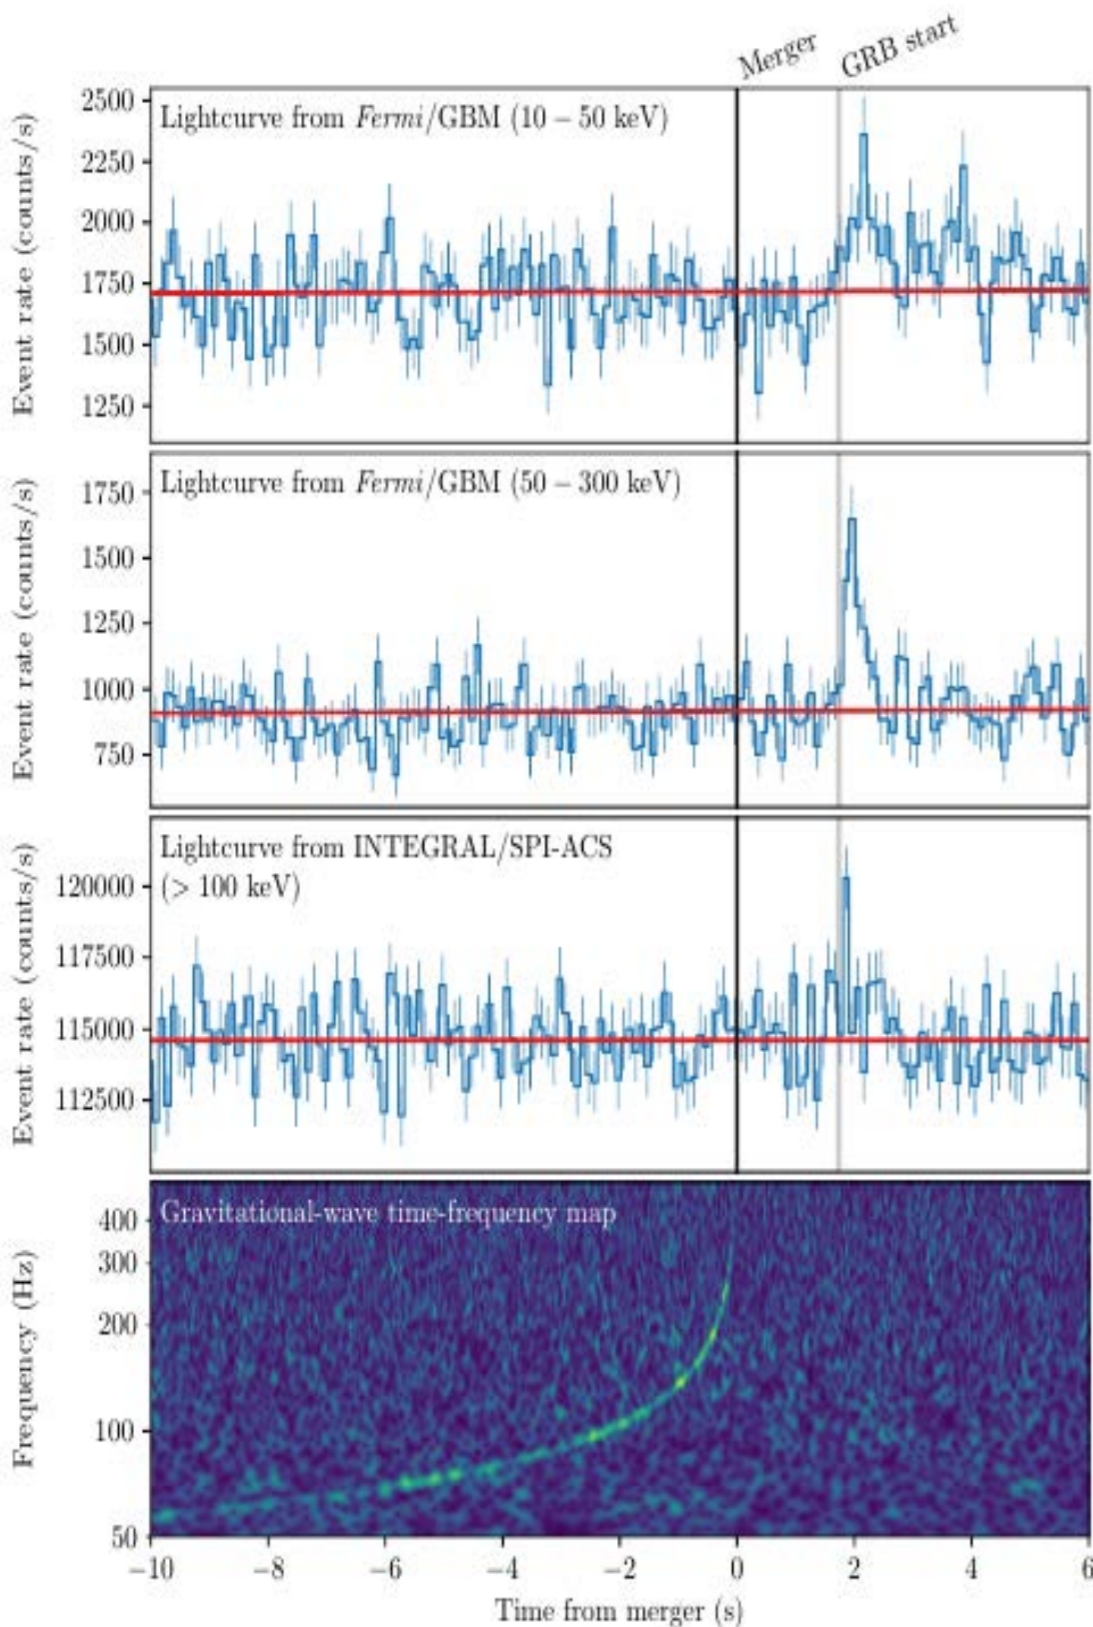 Merger
GRB start
Lightcurve from Fermi/GBM (10 – 50 keV)
Event rate (counts/s)
2500
2250
2000
1750
1500
1250
Lightcurve from Fermi/GBM (50 – 300 keV)
Event rate (counts/s)
1750
1500
1250
1000
750
Lightcurve from INTEGRAL/SPI-ACS
(> 100 keV)
Event rate (counts/s)
120000
117500
115000
112500
Gravitational-wave time-frequency map
Frequency (Hz)
400
300
200
100
50
−10 −8 −6 −4 −2 0 2 4 6
Time from merger (s)